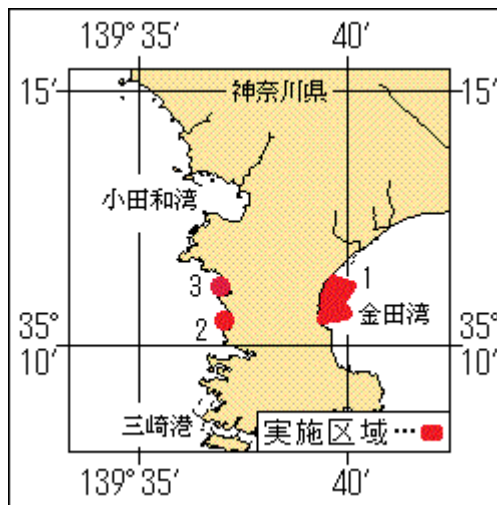 139° 35′ 40′
15′ 神奈川県 15′
小田和湾
3 1
金田湾
2
35° 10′ 35° 10′
三崎港
実施区域…
139° 35′ 40′